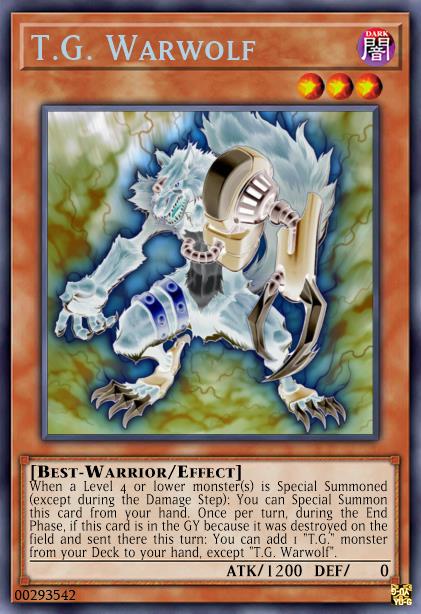 T.G. Warwolf
DARK
闇
[Best-Warrior/Effect]
When a Level 4 or lower monster(s) is Special Summoned
(except during the Damage Step): You can Special Summon
this card from your hand. Once per turn, during the End
Phase, if this card is in the GY because it was destroyed on the
field and sent there this turn: You can add 1 "T.G." monster
from your Deck to your hand, except "T.G. Warwolf".
ATK/1200 DEF/ 0
00293542